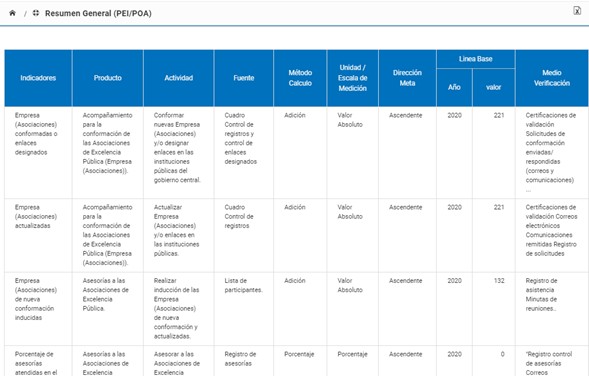 / Resumen General (PEI/POA)
Indicadores Producto Actividad Fuente Método Calculo Unidad / Escala de Medición Dirección Meta Linea Base Año valor Medio Verificación
Empresa (Asociaciones) conformadas o enlaces designados
Acompañamiento para la conformación de las Asociaciones de Excelencia Pública (Empresa (Asociaciones)).
Conformar nuevas Empresa (Asociaciones) y/o designar enlaces en las instituciones públicas del gobierno central.
Cuadro Control de registros y control de enlaces designados
Adición
Valor Absoluto
Ascendente
2020
221
Certificaciones de validación Solicitudes de conformación enviadas/ respondidas (correos y comunicaciones) ...
Empresa (Asociaciones) actualizadas
Acompañamiento para la conformación de las Asociaciones de Excelencia Pública (Empresa (Asociaciones)).
Actualizar Empresa (Asociaciones) y/o enlaces en las instituciones públicas.
Cuadro Control de registros
Adición
Valor Absoluto
Ascendente
2020
221
Certificaciones de validación Correos electrónicos Comunicaciones remitidas Registro de solicitudes
Empresa (Asociaciones) de nueva conformación inducidas
Asesorías a las Asociaciones de Excelencia Pública.
Realizar inducción de las Empresa (Asociaciones) de nueva conformación y actualizadas.
Lista de participantes.
Adición
Valor Absoluto
Ascendente
2020
132
Registro de asistencia Minutas de reuniones..
Porcentaje de asesorías atendidas en el
Asesorías a las Asociaciones de Excelencia
Asesorar a las Asociaciones de Excelencia
Registro de asesorías
Porcentaje
Porcentaje
Ascendente
2020
0
"Registro control de asesorías Correos